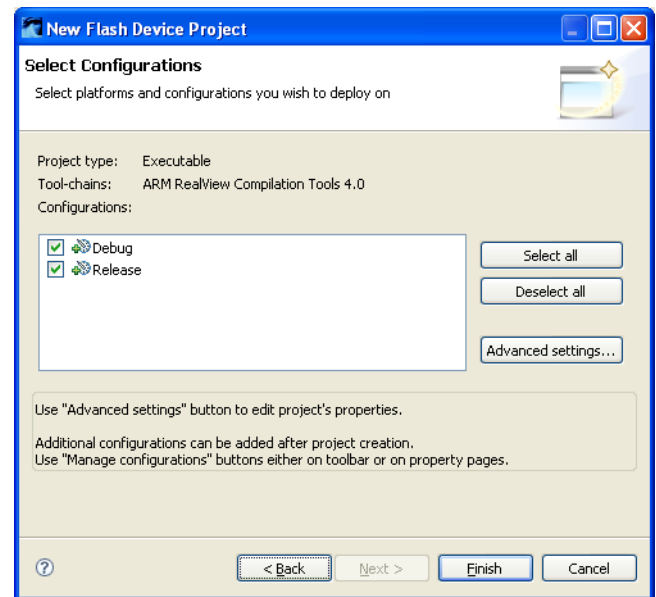 New Flash Device Project
Select Configurations
Select platforms and configurations you wish to deploy on
Project type: Executable
Tool-chains: ARM RealView Compilation Tools 4.0
Configurations:
Debug
Release
Select all
Deselect all
Advanced settings...
Use "Advanced settings" button to edit project's properties.
Additional configurations can be added after project creation.
Use "Manage configurations" buttons either on toolbar or on property pages.
?
< Back
Next >
Finish
Cancel